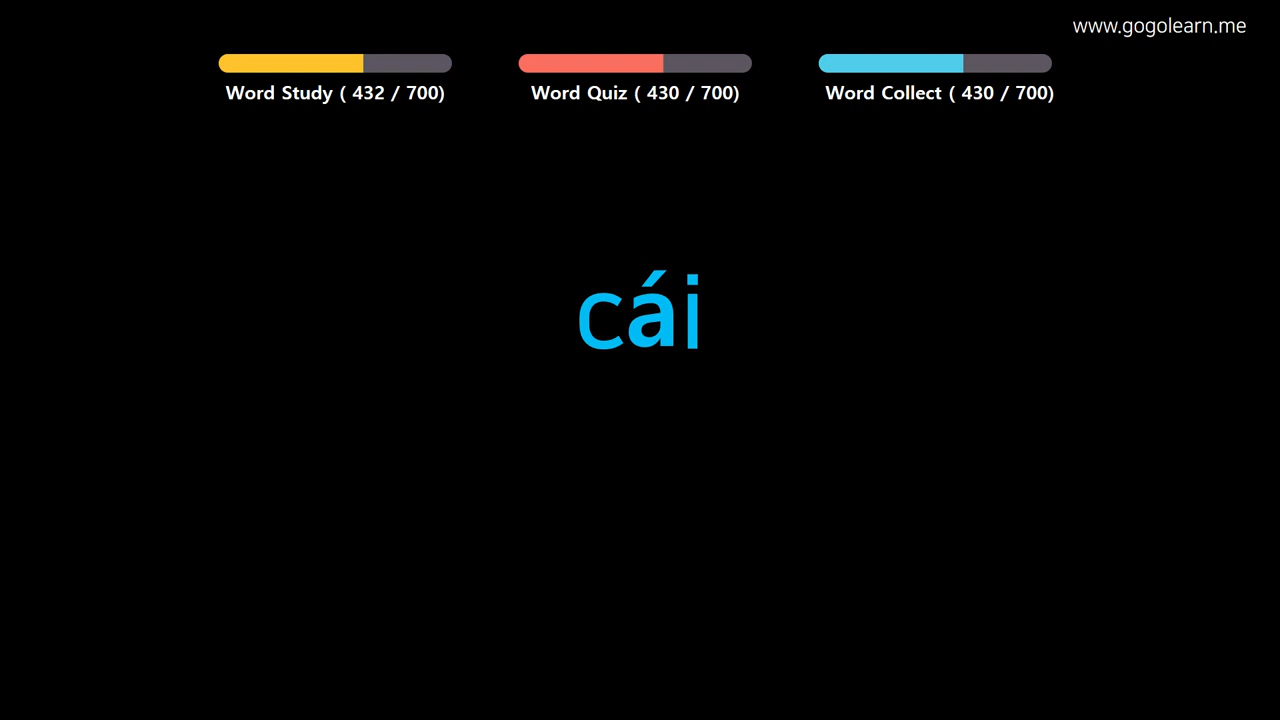 www.gogolearn.me
Word Study ( 432 / 700)
Word Quiz ( 430 / 700)
Word Collect ( 430 / 700)
cái